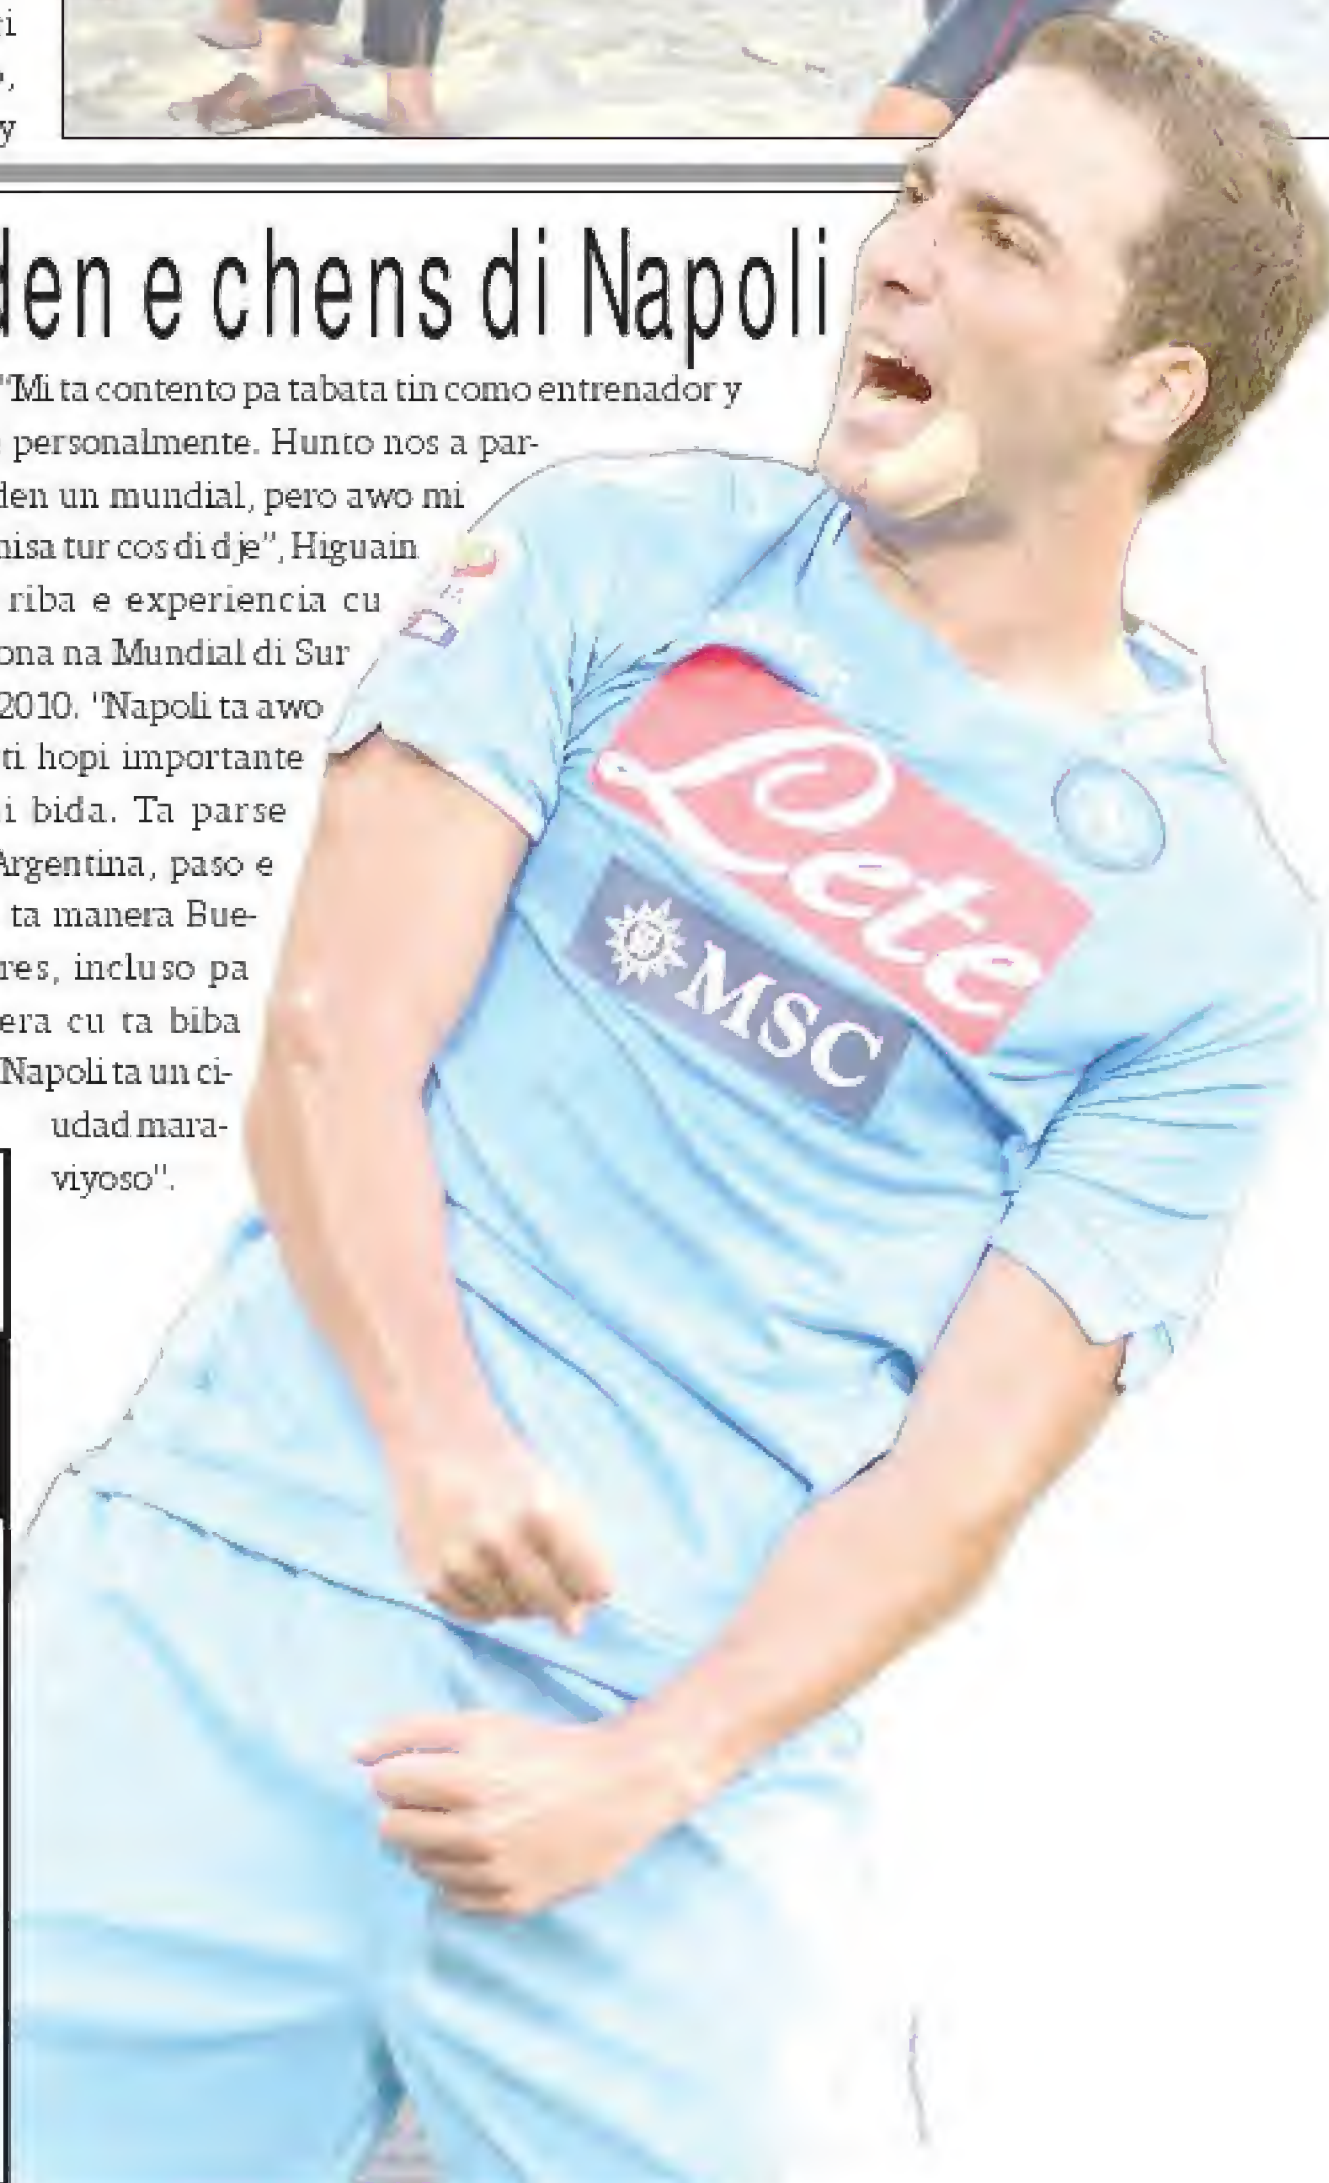 y
den e chens di Napoli
"Mi ta contento pa tabata tin como entrenador y
personalmente. Hunto nos a par-
den un mundial, pero awo mi
tur cos di dje", Higuain
riba e experiencia cu
na Mundial di Sur
2010. "Napoli ta awo
hopi importante
bida. Ta parse
Argentina, paso e
ta manera Bue-
res, incluso pa
era cu ta biba
Napoli ta un ci-
udad mara-
viyoso".
Lete
MSC